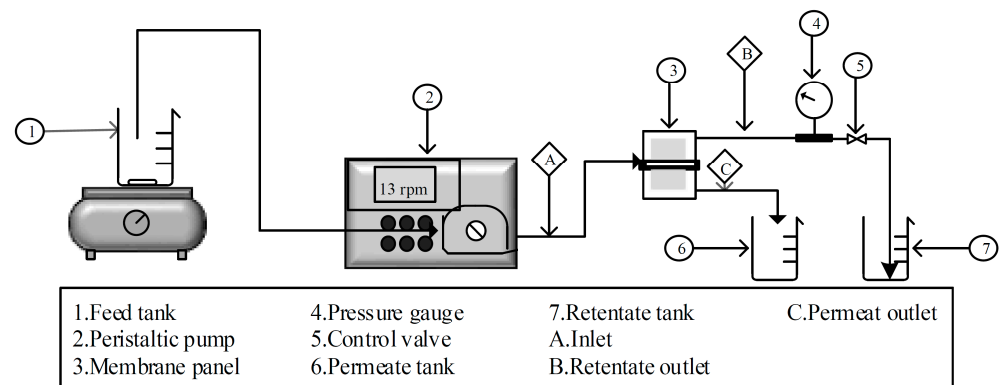 4
B
5
3
2
1
A
C
13 rpm
6
7
1.Feed tank 4.Pressure gauge 7.Retentate tank C.Permeat outlet
2.Peristaltic pump 5.Control valve A.Inlet
3.Membrane panel 6.Permeate tank B.Retentate outlet